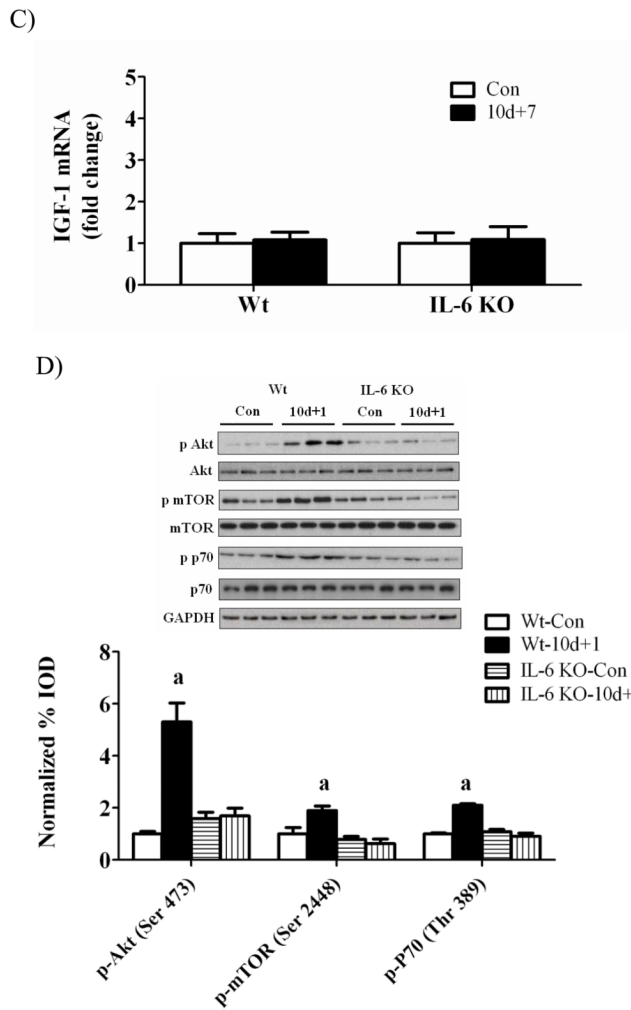 C)
IGF-1 mRNA
(fold change)
5
4
3
2
1
0
Con
10d+7
Wt
IL-6 KO
D)
Wt IL-6 KO
Con 10d+1 Con 10d+1
p Akt
Akt
p mTOR
mTOR
p p70
p70
GAPDH
Wt-Con
Wt-10d+1
IL-6 KO-Con
IL-6 KO-10d+
Normalized % IOD
8
6
4
2
0
a
a
a
p-Akt (Ser 473)
p-mTOR (Ser 2448)
p-P70 (Thr 389)